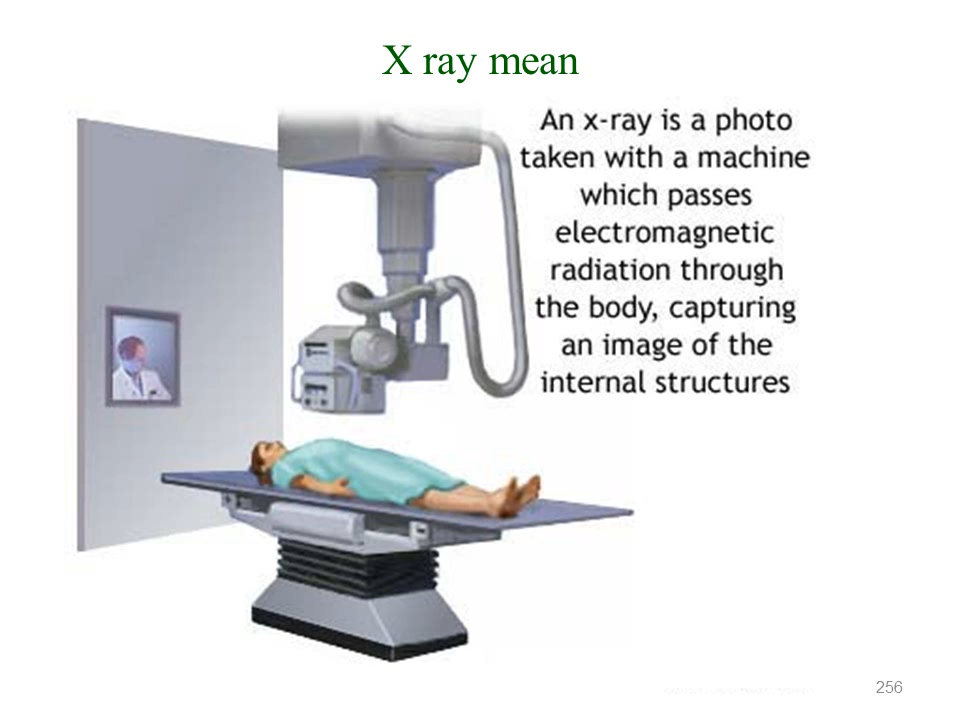 X ray mean
An x-ray is a photo
taken with a machine
which passes
electromagnetic
radiation through
the body, capturing
an image of the
internal structures
256